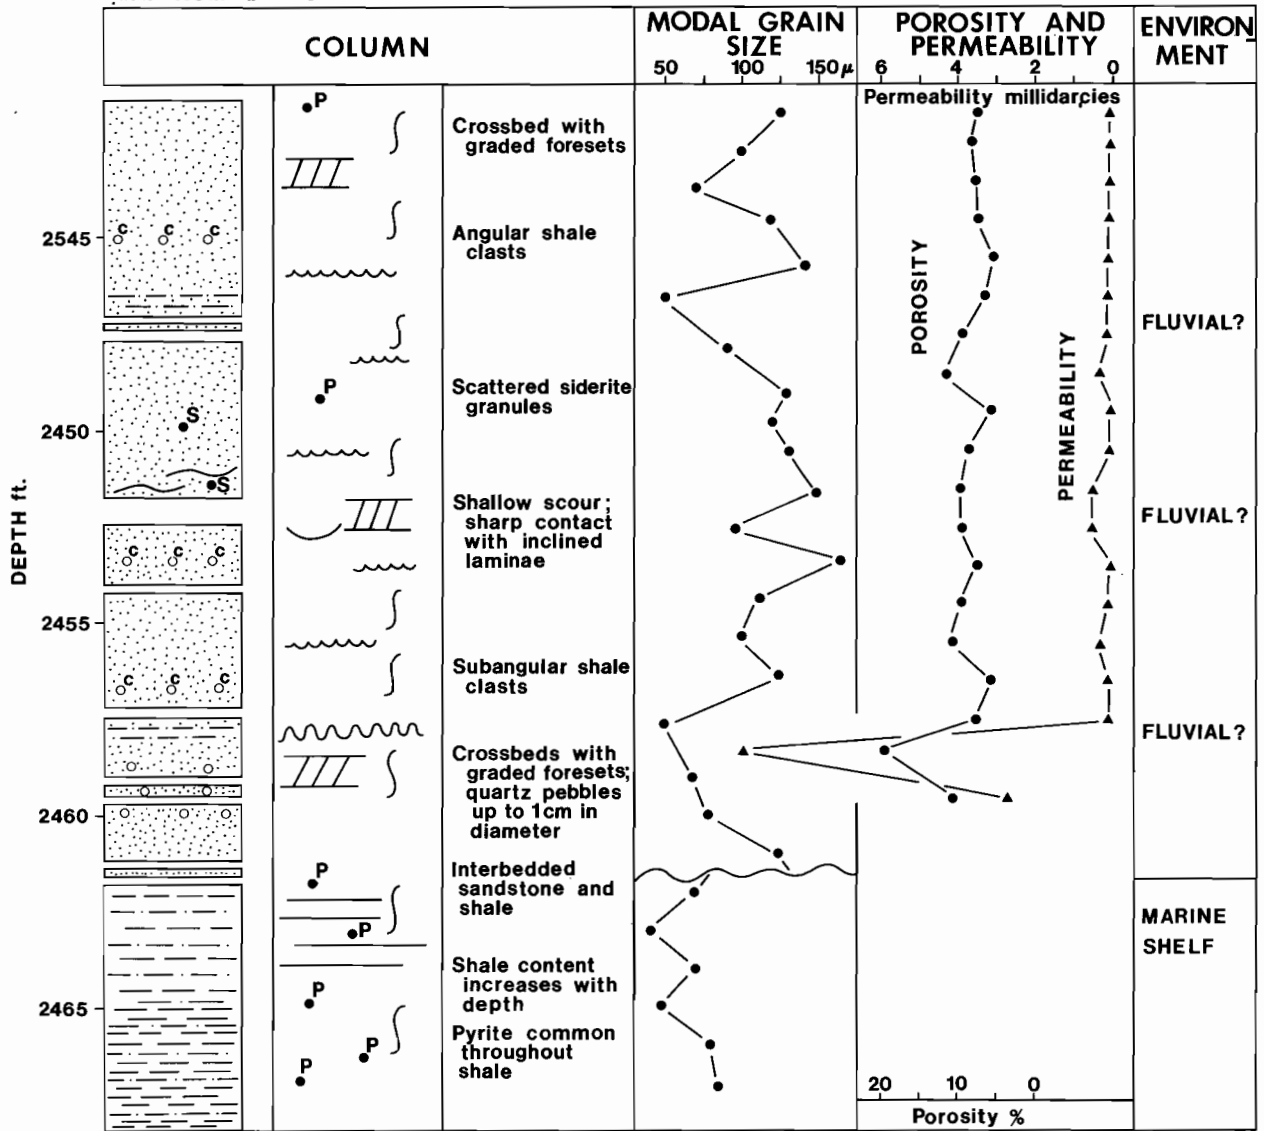 COLUMN
MODAL GRAIN
SIZE
50 100 150 μ
POROSITY AND
PERMEABILITY
6 4 2 0
ENVIRON
MENT
Permeability millidarcies
DEPTH ft.
2545
2450
2455
2460
2465
C C C
S
S
C C C
C C C
P
P
P
P
P
P
P
Crossbed with
graded foresets
Angular shale
clasts
Scattered siderite
granules
Shallow scour;
sharp contact
with inclined
laminae
Subangular shale
clasts
Crossbeds with
graded foresets;
quartz pebbles
up to 1cm in
diameter
Interbedded
sandstone and
shale
Shale content
increases with
depth
Pyrite common
throughout
shale
POROSITY
PERMEABILITY
FLUVIAL?
FLUVIAL?
FLUVIAL?
MARINE
SHELF
20 10 0
Porosity %